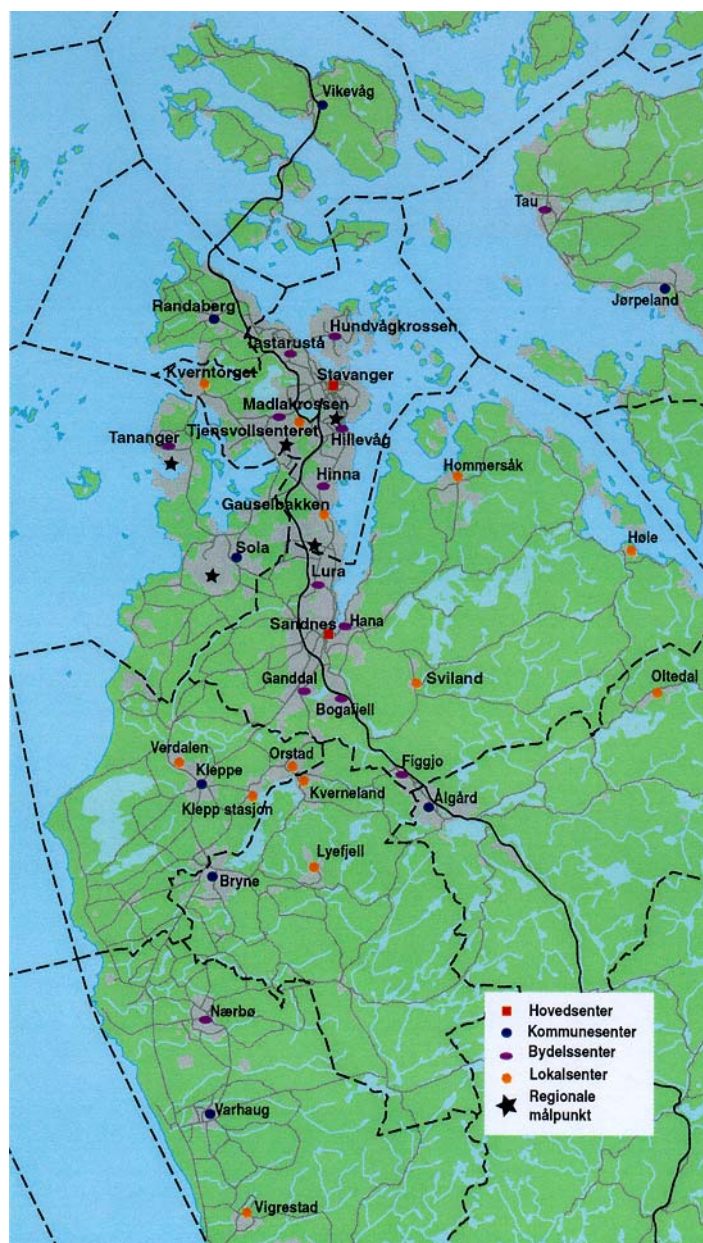 Vikevåg
Tau
Jørpeland
Randaberg
Hundvågkrossen
Tastarustå
Kverntorget
Stavanger
Madlakrossen
Tjensvollsenteret
Tananger
Hillevåg
Hommersåk
Hinna
Gauselbakken
Høle
Sola
Lura
Sandnes
Hana
Ganddal
Sviland
Oltedal
Bogafjell
Verdalen
Orstad
Figgjo
Kleppe
Kverneland
Klepp stasjon
Ålgård
Lyefjell
Bryne
Nærbø
Hovedsenter
Kommunesenter
Bydelssenter
Lokalsenter
Regionale
målpunkt
Varhaug
Vigrestad